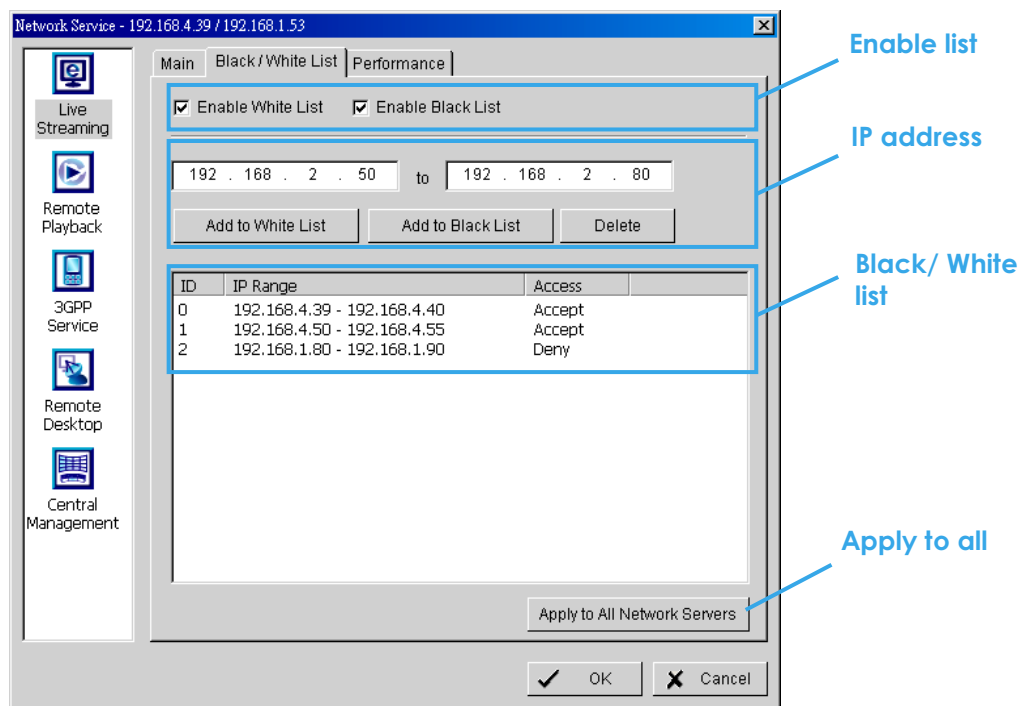 Network Service - 192.168.4.39 / 192.168.1.53
Live
Streaming
Remote
Playback
3GPP
Service
Remote
Desktop
Central
Management
Main Black / White List Performance
Enable White List Enable Black List
192 . 168 . 2 . 50 to 192 . 168 . 2 . 80
Add to White List Add to Black List Delete
ID IP Range Access
0 192.168.4.39 - 192.168.4.40 Accept
1 192.168.4.50 - 192.168.4.55 Accept
2 192.168.1.80 - 192.168.1.90 Deny
Apply to All Network Servers
OK Cancel
Enable list
IP address
Black/ White
list
Apply to all